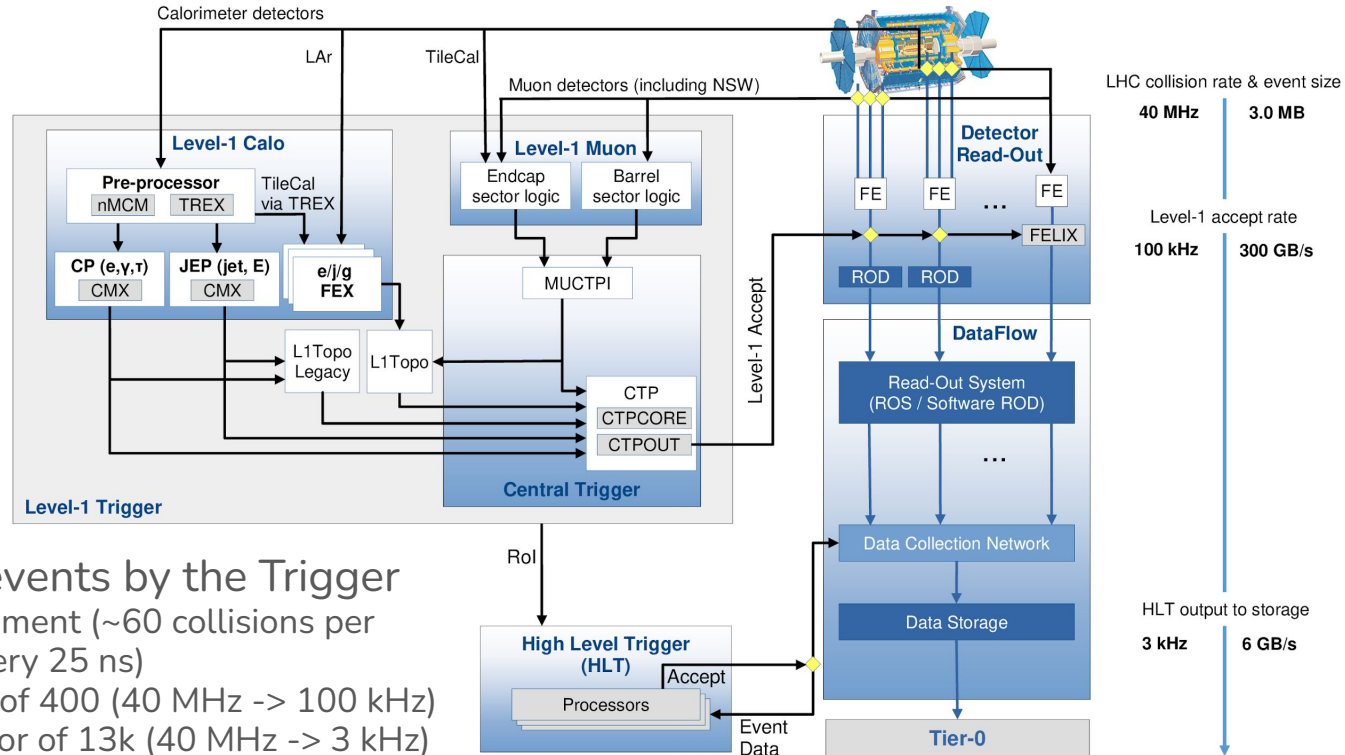 Calorimeter detectors
LAr
TileCal
Muon detectors (including NSW)
Level-1 Calo
Pre-processor
nMCM
TREX
TileCal
via TREX
CP (e,γ,τ)
CMX
JEP (jet, E)
CMX
e/j/g
FEX
Level-1 Muon
Endcap
sector logic
Barrel
sector logic
MUCTPI
L1Topo
Legacy
L1Topo
CTP
CTPCORE
CTPOUT
Central Trigger
Level-1 Trigger
Level-1 Accept
Detector
Read-Out
FE
FE
...
FE
FELIX
ROD
ROD
DataFlow
Read-Out System
(ROS / Software ROD)
...
Data Collection Network
Data Storage
Tier-0
RoI
High Level Trigger
(HLT)
Accept
Processors
Event
Data
LHC collision rate & event size
40 MHz 3.0 MB
Level-1 accept rate
100 kHz 300 GB/s
HLT output to storage
3 kHz 6 GB/s
events by the Trigger
ment (~60 collisions per
ery 25 ns)
of 400 (40 MHz -> 100 kHz)
or of 13k (40 MHz -> 3 kHz)